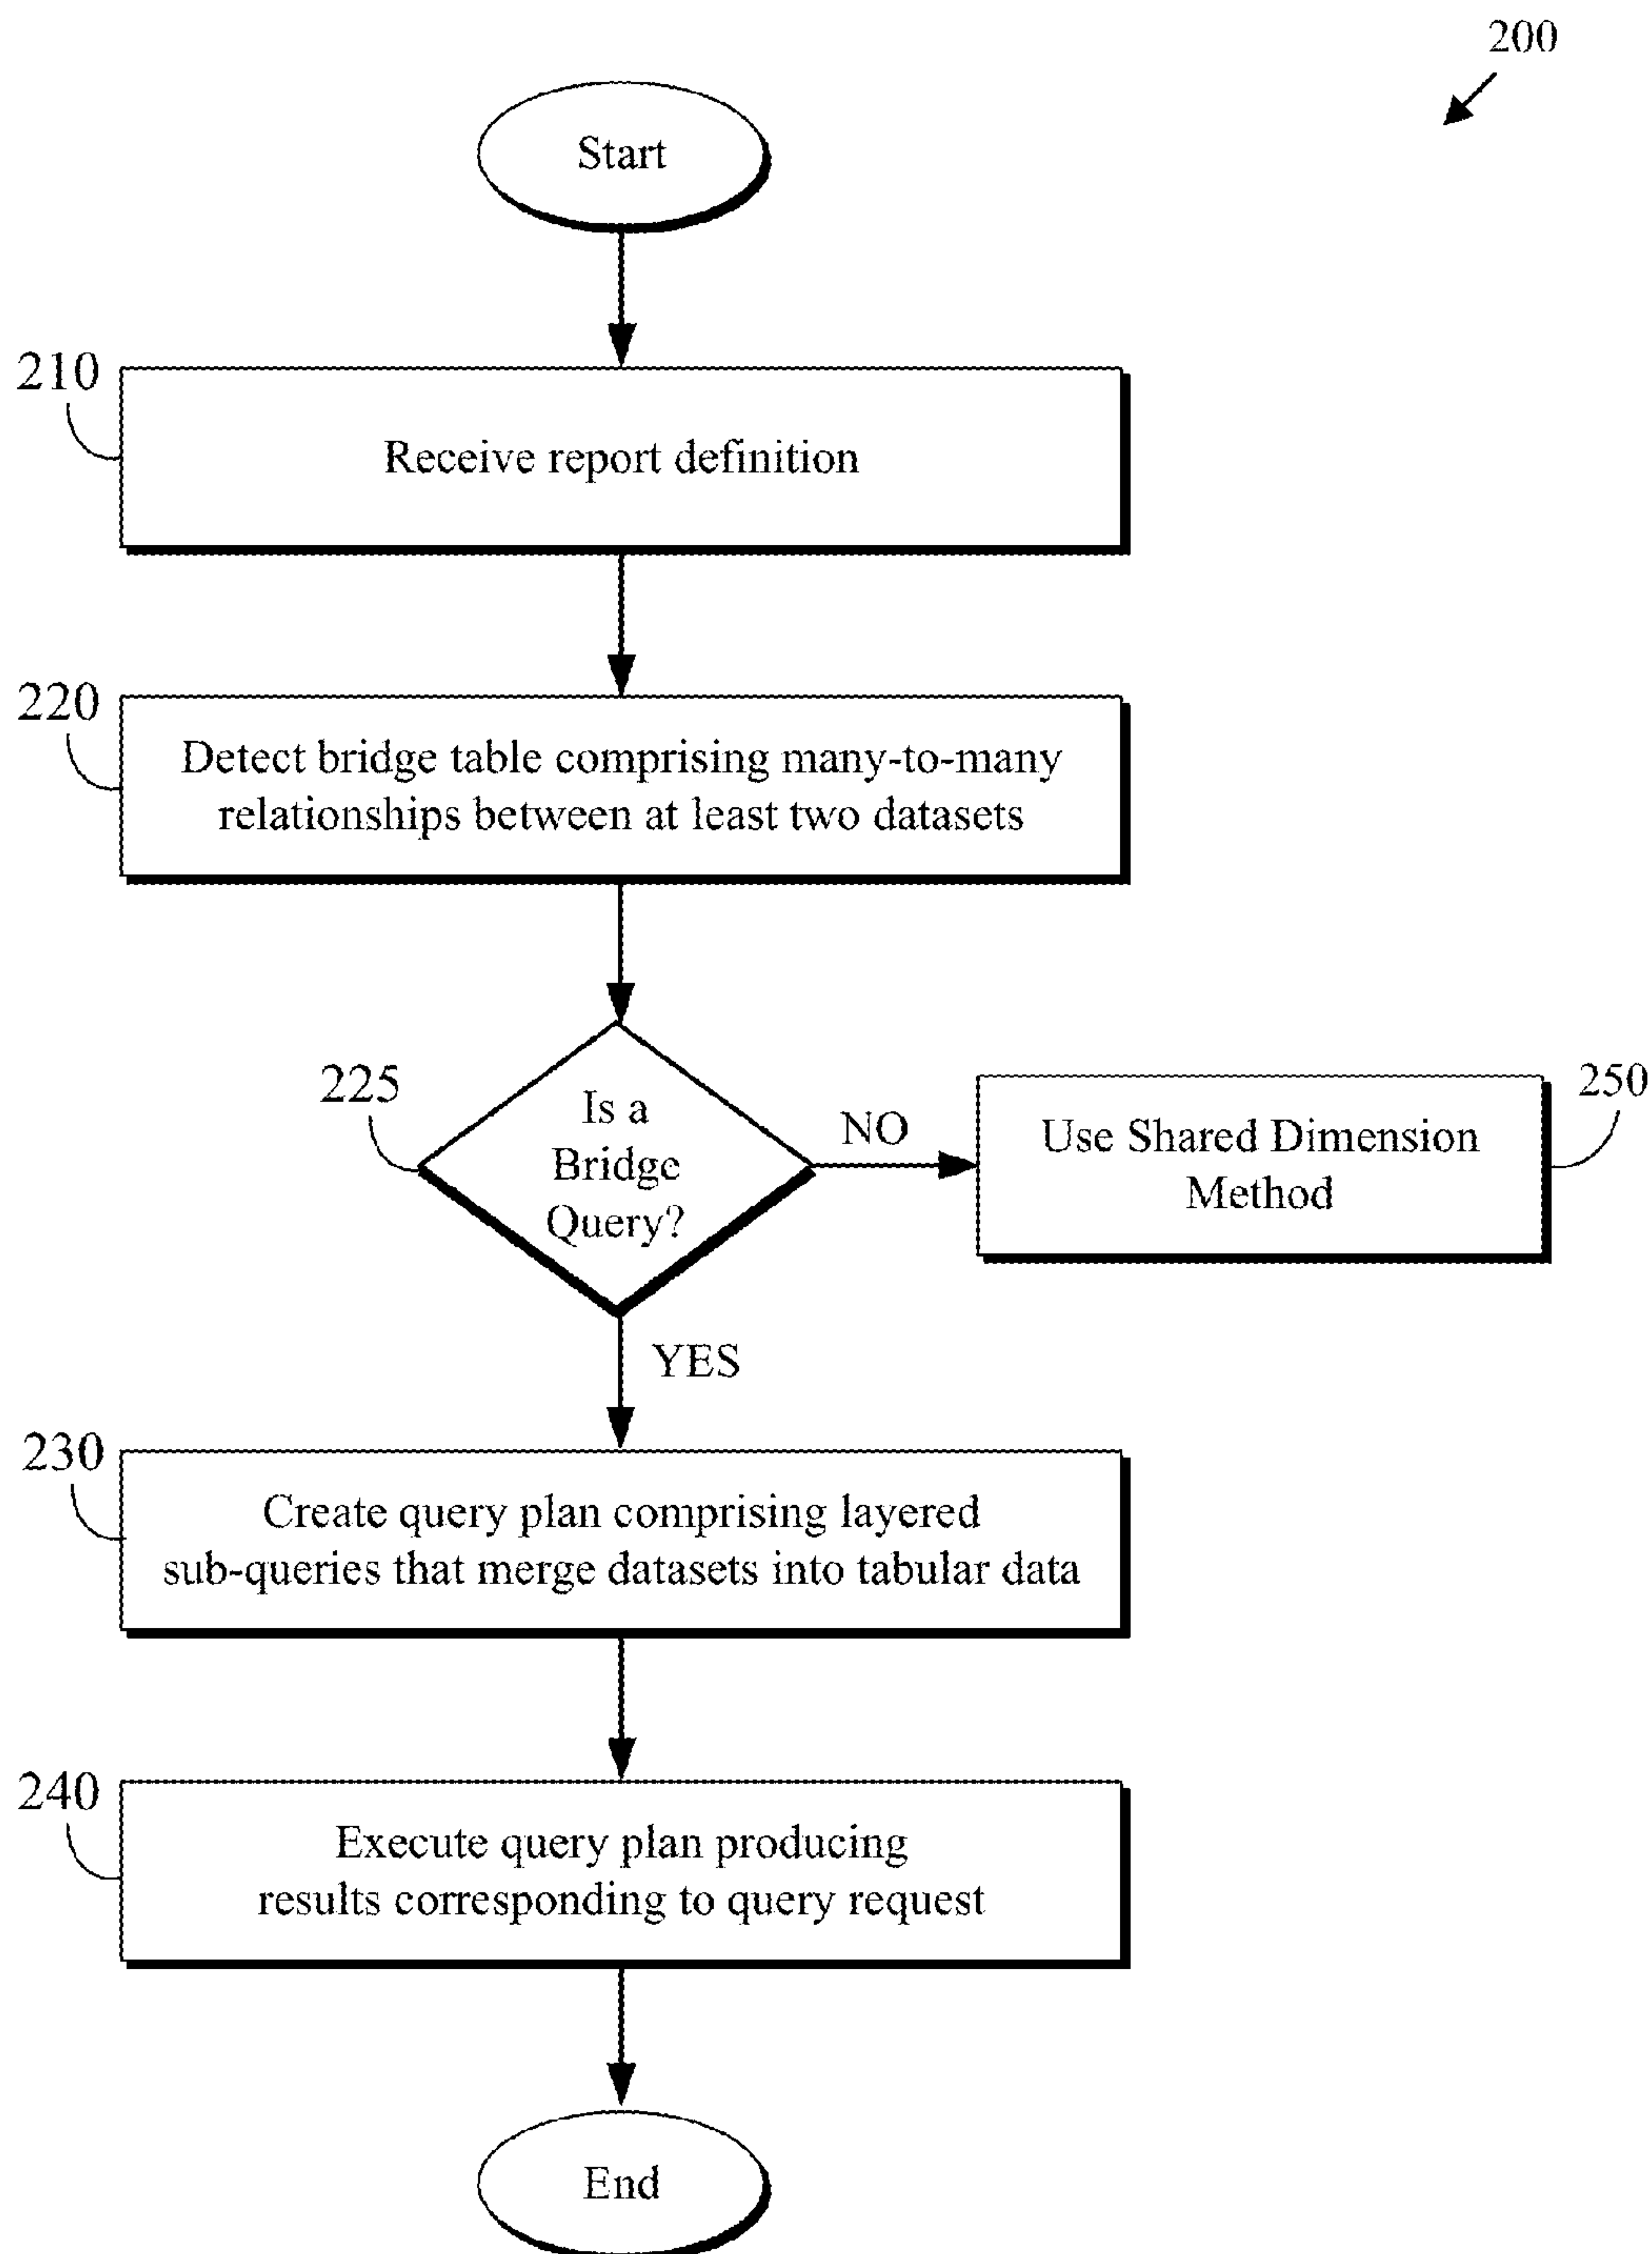 200
Start
210
Receive report definition
220
Detect bridge table comprising many-to-many
relationships between at least two datasets
225
Is a
Bridge
Query?
NO
250
Use Shared Dimension
Method
YES
230
Create query plan comprising layered
sub-queries that merge datasets into tabular data
240
Execute query plan producing
results corresponding to query request
End